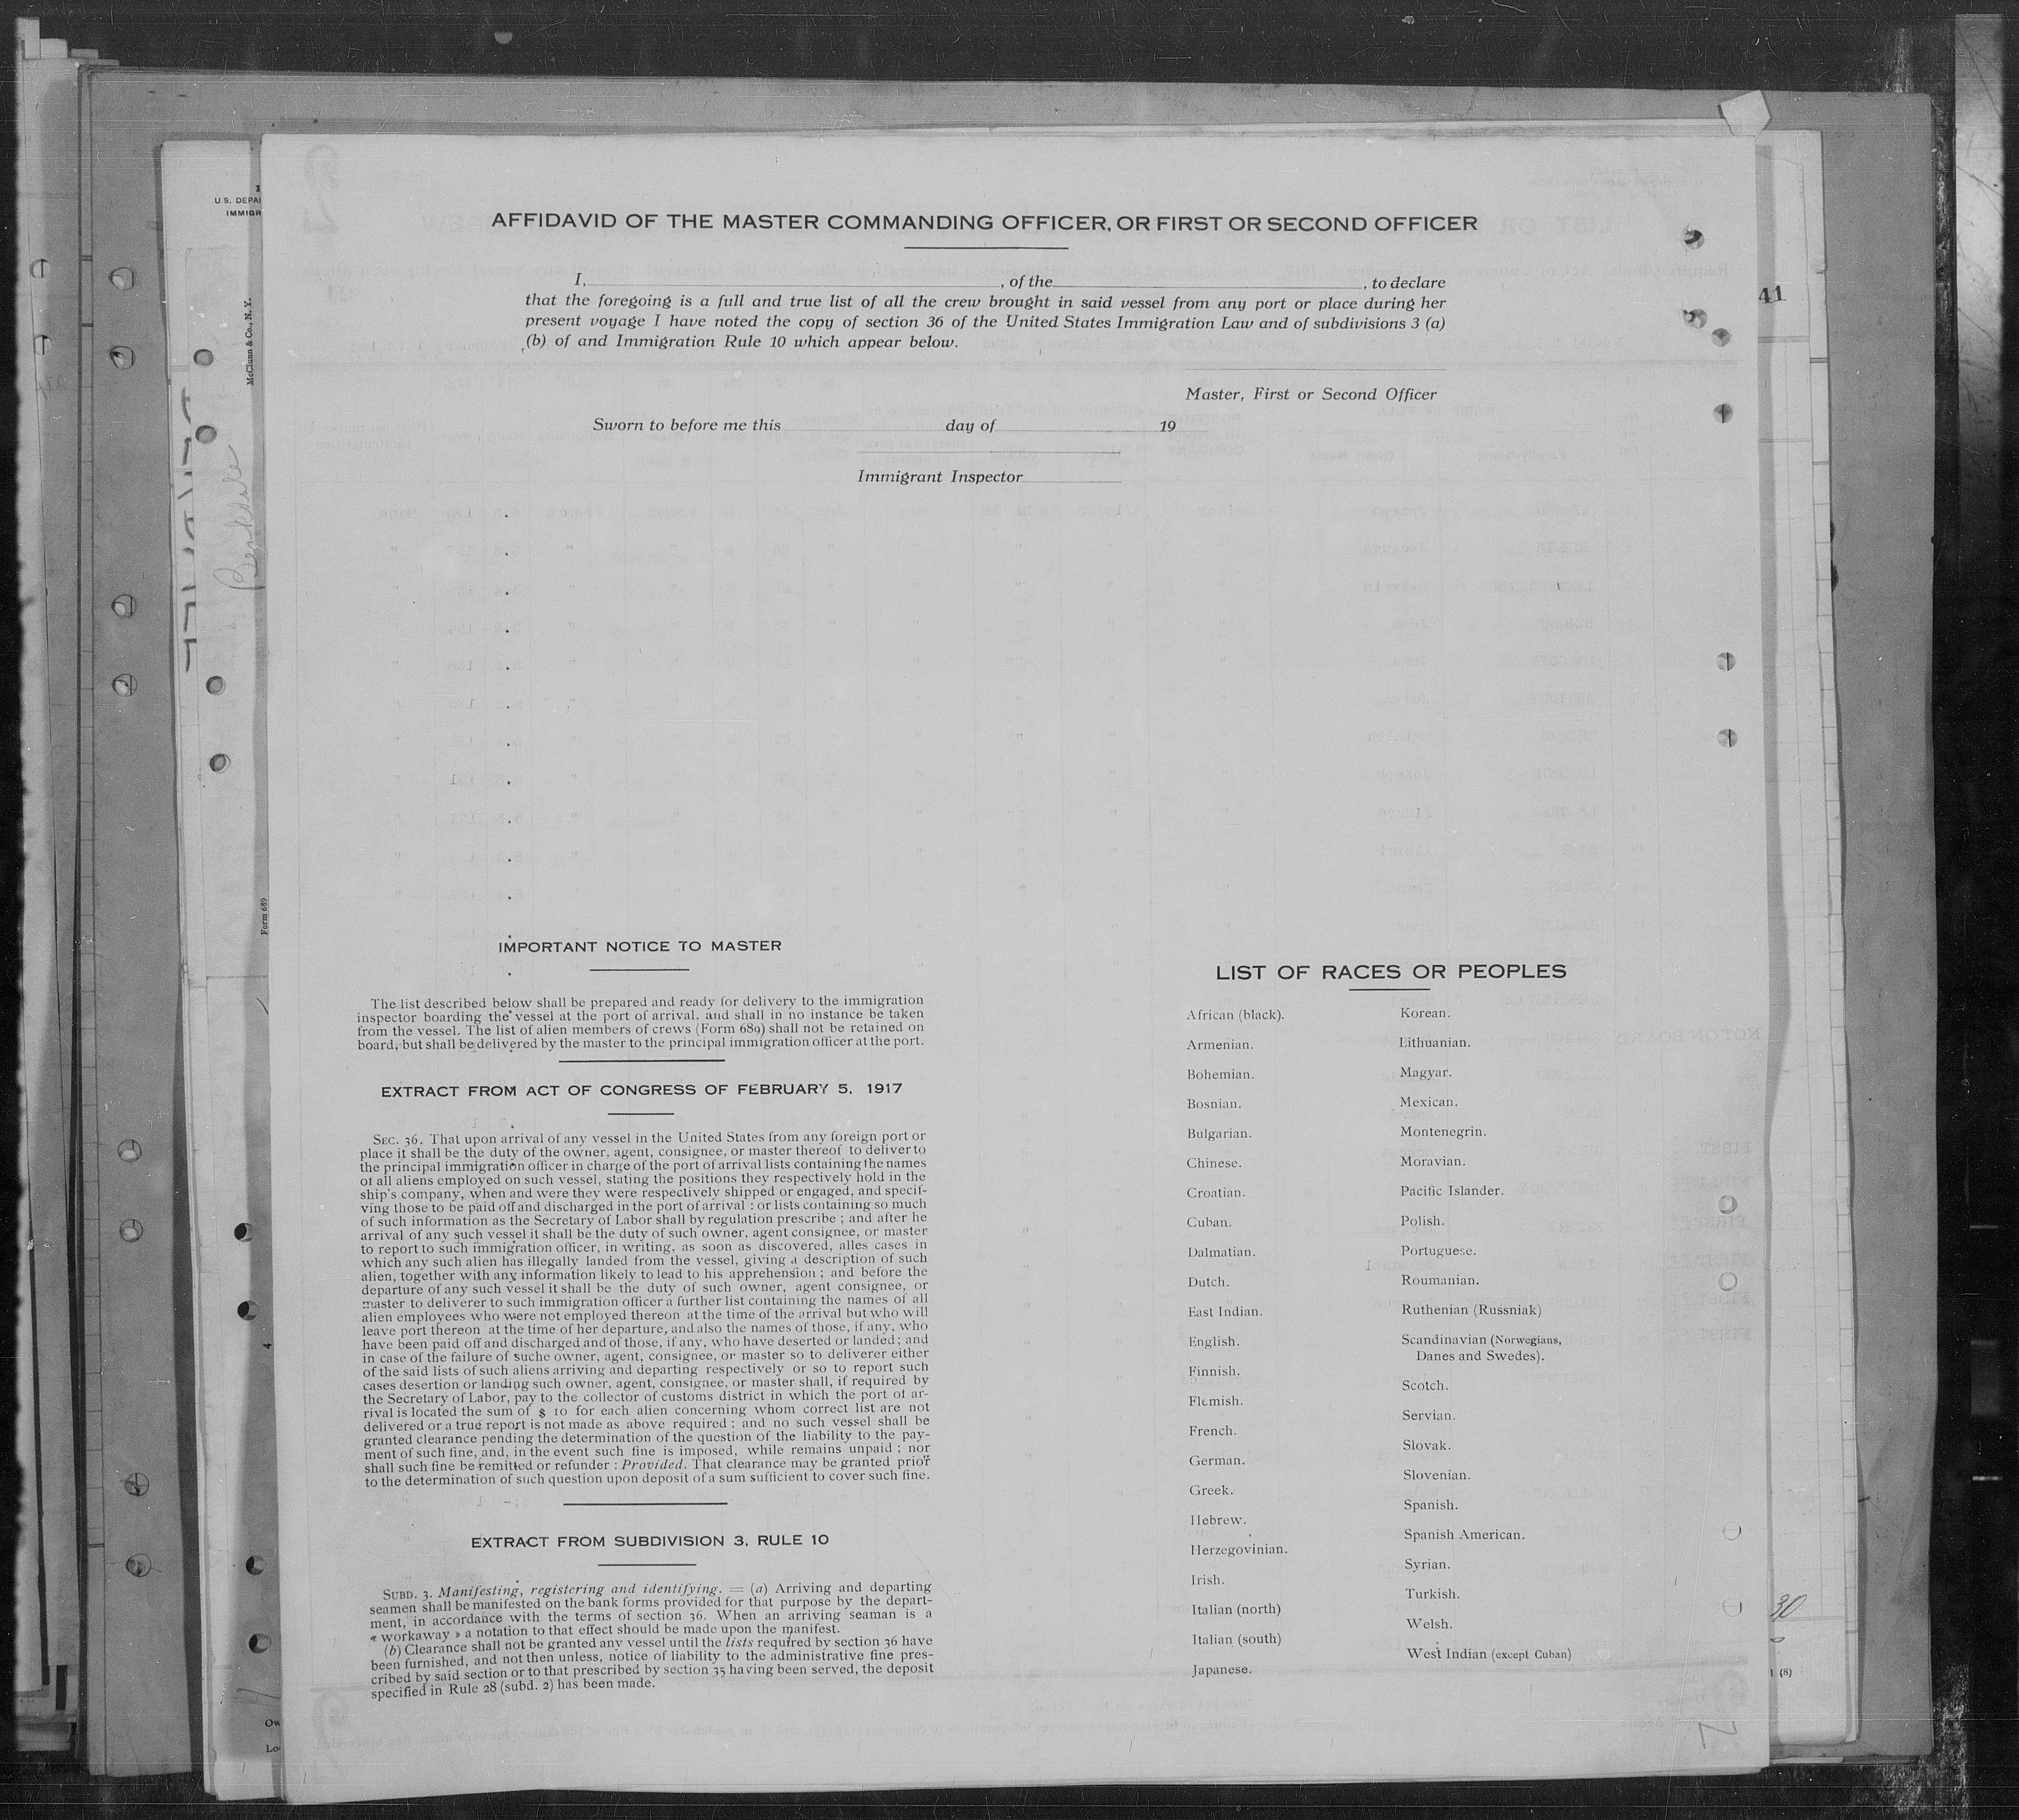 U.S. DEPA
IMMIGR
McClunn & Co., N. Y.
Form 689
4
41
AFFIDAVID OF THE MASTER COMMANDING OFFICER, OR FIRST OR SECOND OFFICER
I, , of the , to declare
that the foregoing is a full and true list of all the crew brought in said vessel from any port or place during her
present voyage I have noted the copy of section 36 of the United States Immigration Law and of subdivisions 3 (a)
(b) of and Immigration Rule 10 which appear below.
Master, First or Second Officer
Sworn to before me this day of 19
Immigrant Inspector
IMPORTANT NOTICE TO MASTER
The list described below shall be prepared and ready for delivery to the immigration
inspector boarding the vessel at the port of arrival, and shall in no instance be taken
from the vessel. The list of alien members of crews (Form 689) shall not be retained on
board, but shall be delivered by the master to the principal immigration officer at the port.
EXTRACT FROM ACT OF CONGRESS OF FEBRUARY 5, 1917
SEC. 36. That upon arrival of any vessel in the United States from any foreign port or
place it shall be the duty of the owner, agent, consignee, or master thereof to deliver to
the principal immigration officer in charge of the port of arrival lists containing the names
of all aliens employed on such vessel, stating the positions they respectively hold in the
ship's company, when and were they were respectively shipped or engaged, and specif-
ving those to be paid off and discharged in the port of arrival : or lists containing so much
of such information as the Secretary of Labor shall by regulation prescribe ; and after he
arrival of any such vessel it shall be the duty of such owner, agent consignee, or master
to report to such immigration officer, in writing, as soon as discovered, alles cases in
which any such alien has illegally landed from the vessel, giving a description of such
alien, together with any information likely to lead to his apprehension ; and before the
departure of any such vessel it shall be the duty of such owner, agent consignee, or
master to deliverer to such immigration officer a further list containing the names of all
alien employees who were not employed thereon at the time of the arrival but who will
leave port thereon at the time of her departure, and also the names of those, if any, who
have been paid off and discharged and of those, if any, who have deserted or landed ; and
in case of the failure of suche owner, agent, consignee, or master so to deliverer either
of the said lists of such aliens arriving and departing respectively or so to report such
cases desertion or landing such owner, agent, consignee, or master shall, if required by
the Secretary of Labor, pay to the collector of customs district in which the port of ar-
rival is located the sum of $ 10 for each alien concerning whom correct list are not
delivered or a true report is not made as above required ; and no such vessel shall be
granted clearance pending the determination of the question of the liability to the pay-
ment of such fine, and, in the event such fine is imposed, while remains unpaid ; nor
shall such fine be remitted or refunder : Provided. That clearance may be granted prior
to the determination of such question upon deposit of a sum sufficient to cover such fine.
EXTRACT FROM SUBDIVISION 3, RULE 10
SUBD. 3. Manifesting, registering and identifying. = (a) Arriving and departing
seamen shall be manifested on the bank forms provided for that purpose by the depart-
ment, in accordance with the terms of section 36. When an arriving seaman is a
« workaway » a notation to that effect should be made upon the manifest.
(b) Clearance shall not be granted any vessel until the lists required by section 36 have
been furnished, and not then unless, notice of liability to the administrative fine pres-
cribed by said section or to that prescribed by section 35 having been served, the deposit
specified in Rule 28 (subd. 2) has been made.
LIST OF RACES OR PEOPLES
African (black).
Armenian.
Bohemian.
Bosnian.
Bulgarian.
Chinese.
Croatian.
Cuban.
Dalmatian.
Dutch.
East Indian.
English.
Finnish.
Flemish.
French.
German.
Greek.
Hebrew.
Herzegovinian.
Irish.
Italian (north)
Italian (south)
Japanese.
Korean.
Lithuanian.
Magyar.
Mexican.
Montenegrin.
Moravian.
Pacific Islander.
Polish.
Portuguese.
Roumanian.
Ruthenian (Russniak)
Scandinavian (Norwegians,
Danes and Swedes).
Scotch.
Servian.
Slovak.
Slovenian.
Spanish.
Spanish American.
Syrian.
Turkish.
Welsh.
West Indian (except Cuban)
30